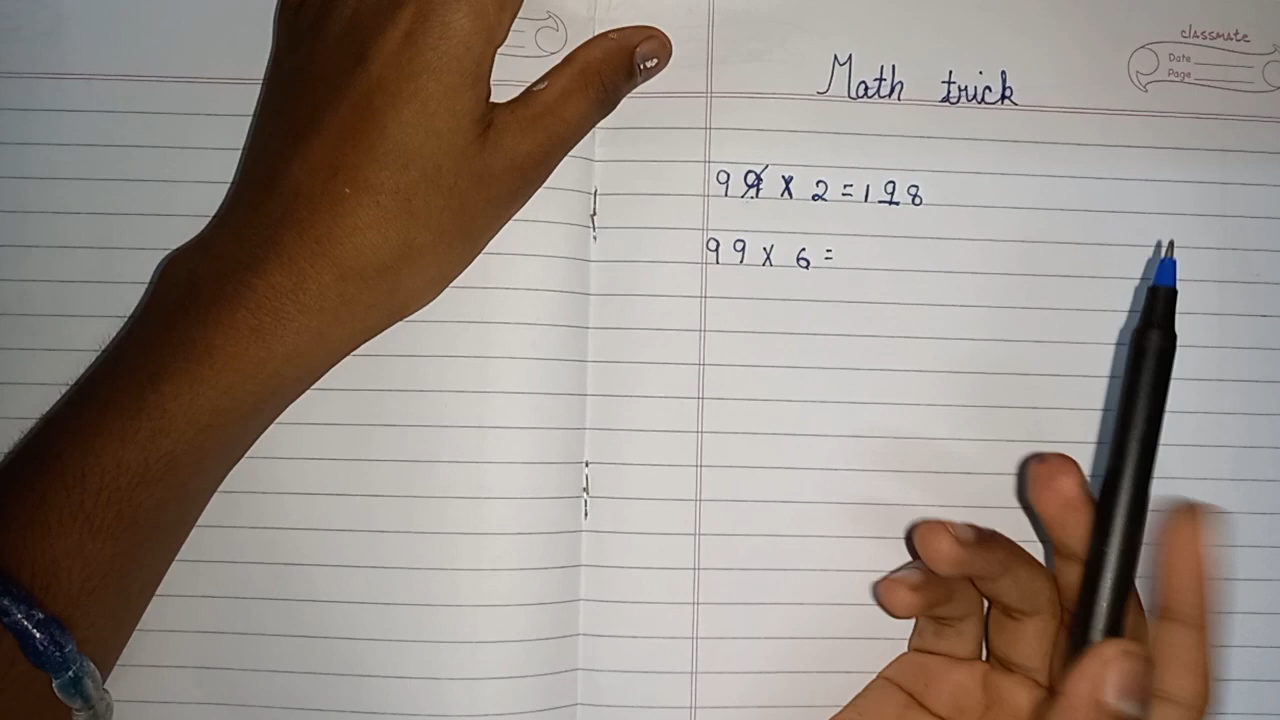 classmate
Date
Page
Math trick
99 x 2 = 198
99 x 6 =